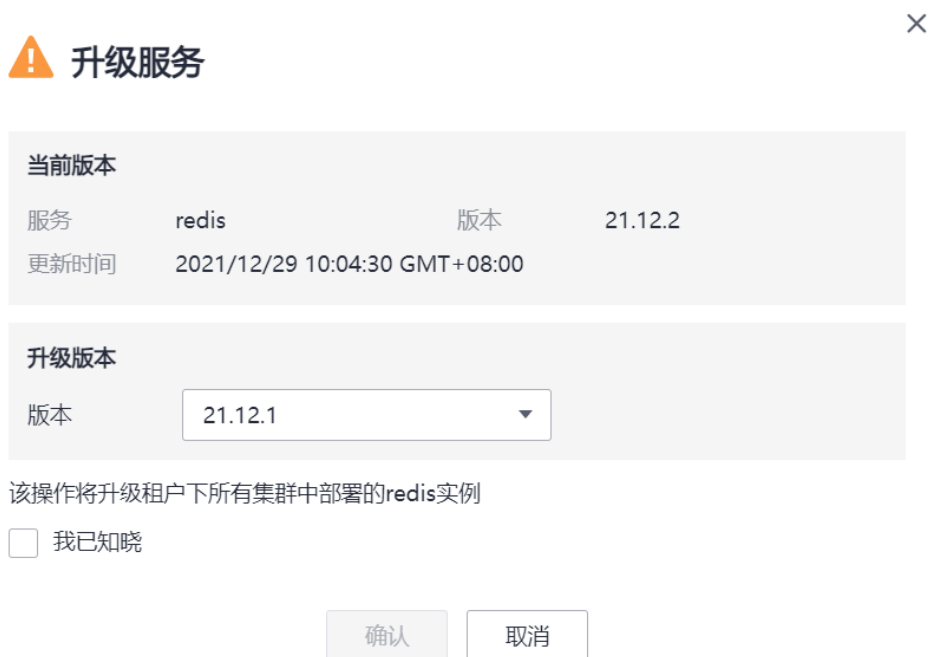 升级服务
当前版本
服务 redis 版本 21.12.2
更新时间 2021/12/29 10:04:30 GMT+08:00
升级版本
版本 21.12.1
该操作将升级租户下所有集群中部署的redis实例
我已知晓
确认 取消